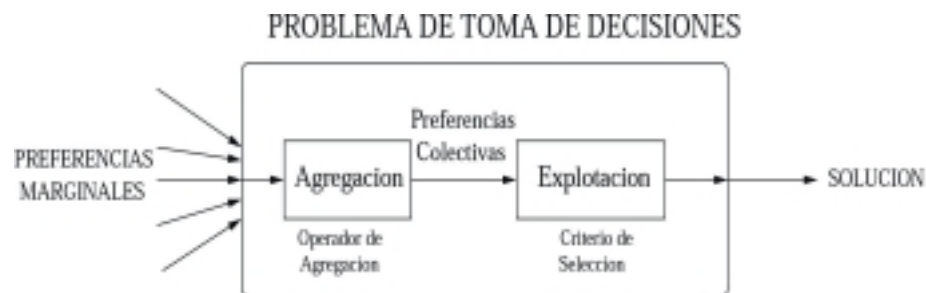 PROBLEMA DE TOMA DE DECISIONES
PREFERENCIAS
MARGINALES
Agregacion
Operador de
Agregacion
Preferencias
Colectivas
Explotacion
Criterio de
Seleccion
SOLUCION